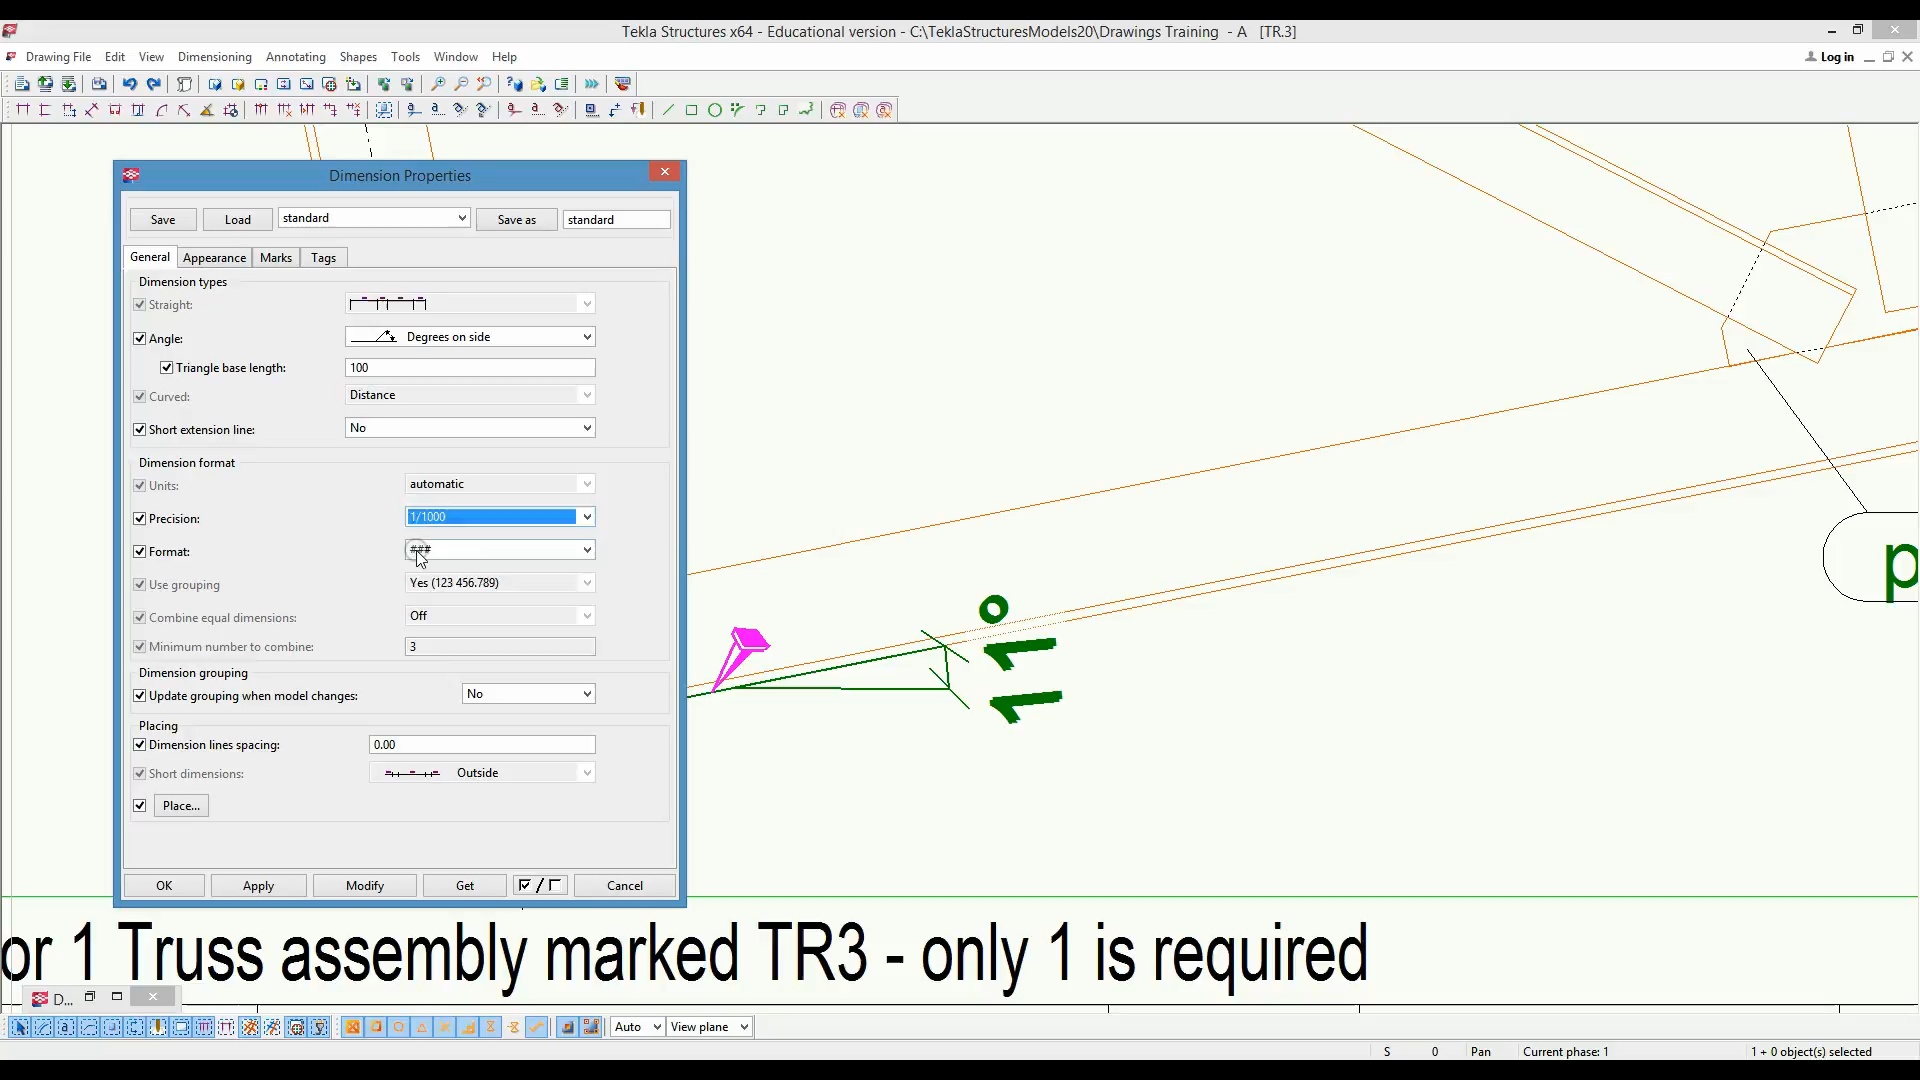 Tekla Structures x64 - Educational version - C:\TeklaStructuresModels20\Drawings Training - A [TR.3]
Drawing File Edit View Dimensioning Annotating Shapes Tools Window Help
Log in
Dimension Properties
Save Load standard Save as standard
General Appearance Marks Tags
Dimension types
Straight:
Angle: Degrees on side
Triangle base length: 100
Curved: Distance
Short extension line: No
Dimension format
Units: automatic
Precision: 1/1000
Format: ###
Use grouping Yes (123 456.789)
Combine equal dimensions: Off
Minimum number to combine: 3
Dimension grouping
Update grouping when model changes: No
Placing
Dimension lines spacing: 0.00
Short dimensions: Outside
Place...
OK Apply Modify Get / Cancel
11°
p
or 1 Truss assembly marked TR3 - only 1 is required
D...
Auto View plane
S 0 Pan Current phase: 1 1 + 0 object(s) selected